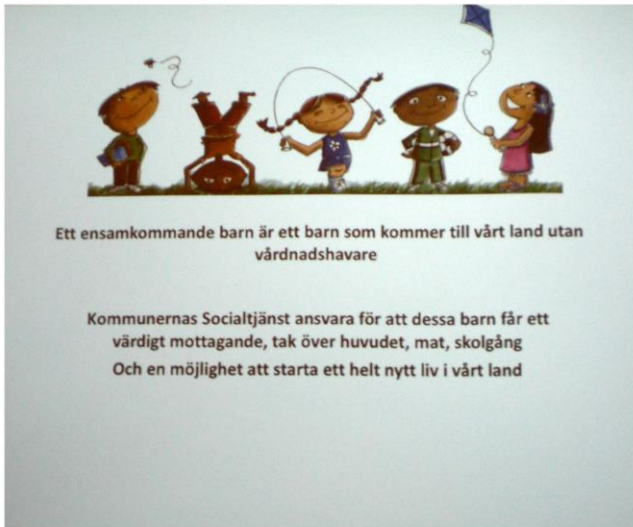 Ett ensamkommande barn är ett barn som kommer till vårt land utan
vårdnadshavare
Kommunernas Socialtjänst ansvara för att dessa barn får ett
värdigt mottagande, tak över huvudet, mat, skolgång
Och en möjlighet att starta ett helt nytt liv i vårt land